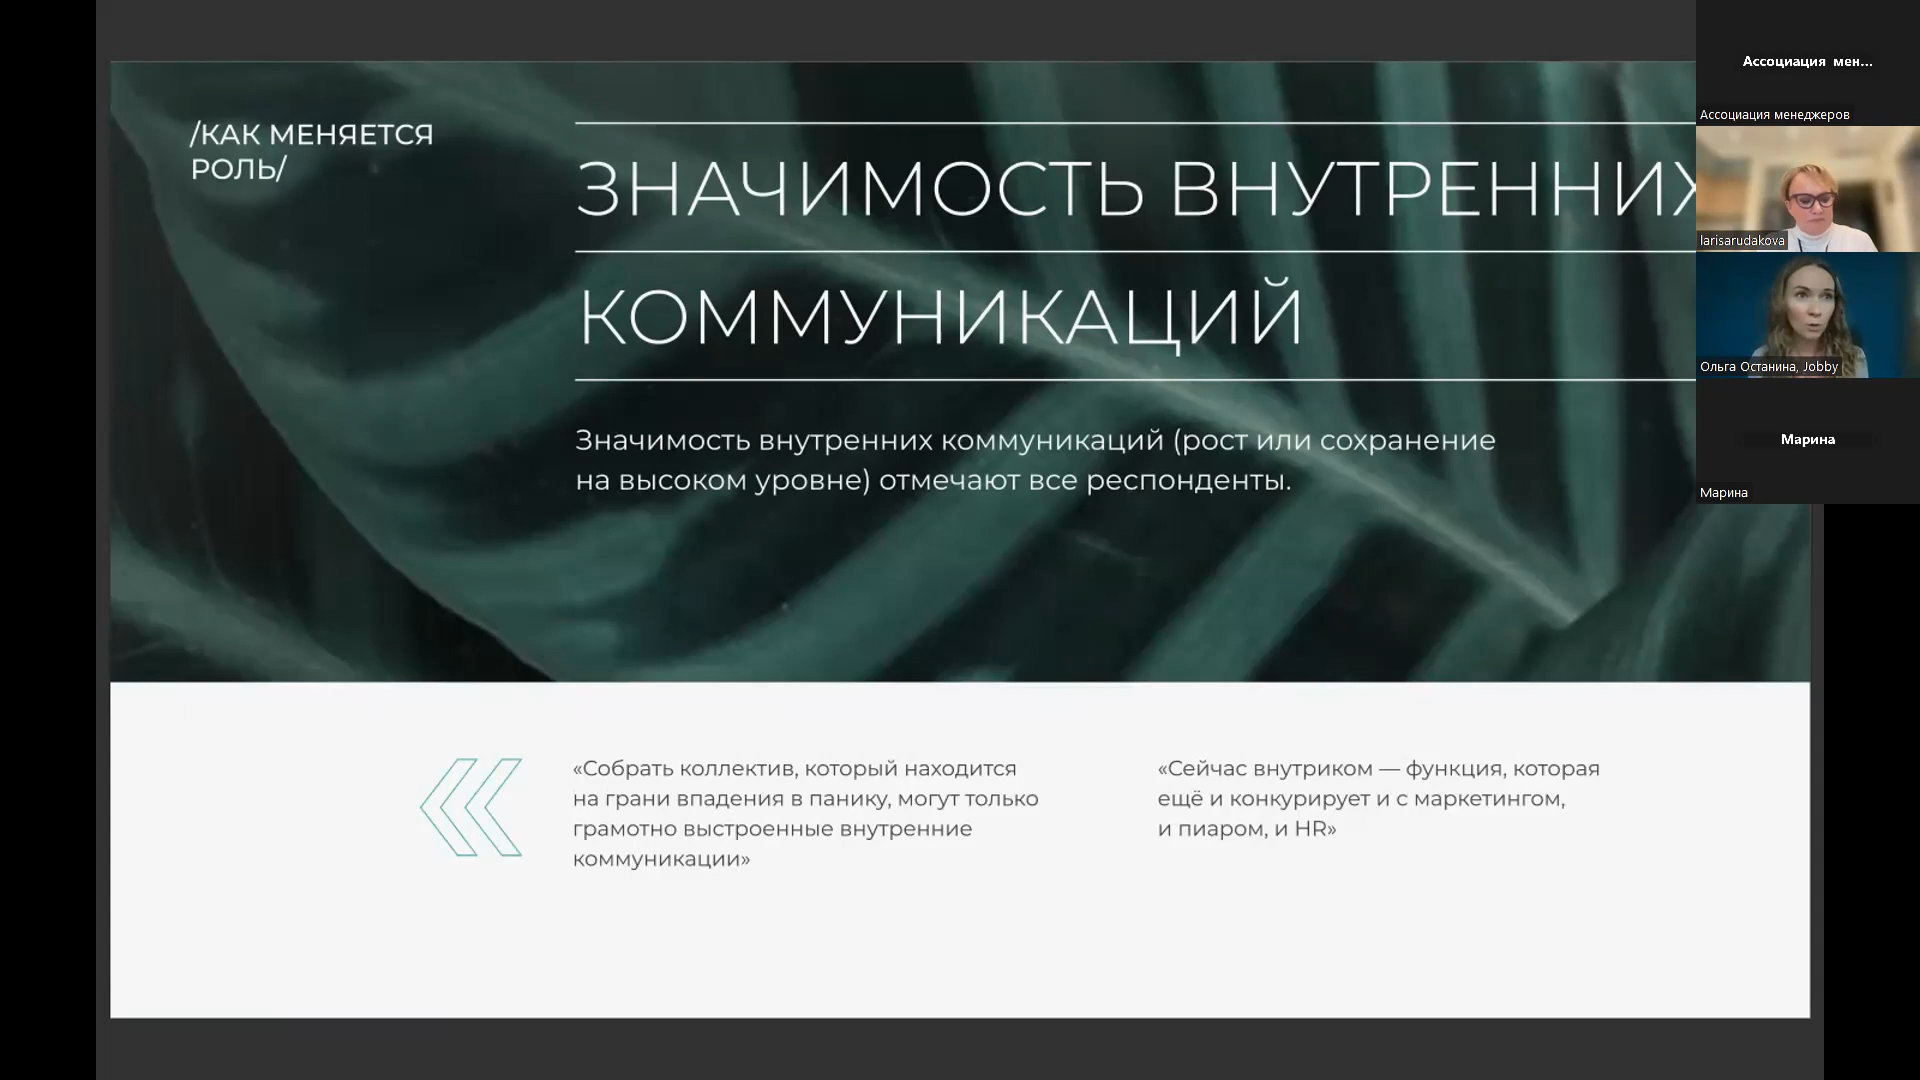 /КАК МЕНЯЕТСЯ
РОЛЬ/
ЗНАЧИМОСТЬ ВНУТРЕННИХ
КОММУНИКАЦИЙ
Значимость внутренних коммуникаций (рост или сохранение
на высоком уровне) отмечают все респонденты.
«Собрать коллектив, который находится
на грани впадения в панику, могут только
грамотно выстроенные внутренние
коммуникации»
«Сейчас внутриком — функция, которая
ещё и конкурирует и с маркетингом,
и пиаром, и HR»
Ассоциация мен...
Ассоциация менеджеров
larisarudakova
Ольга Останина, Jobby
Марина
Марина